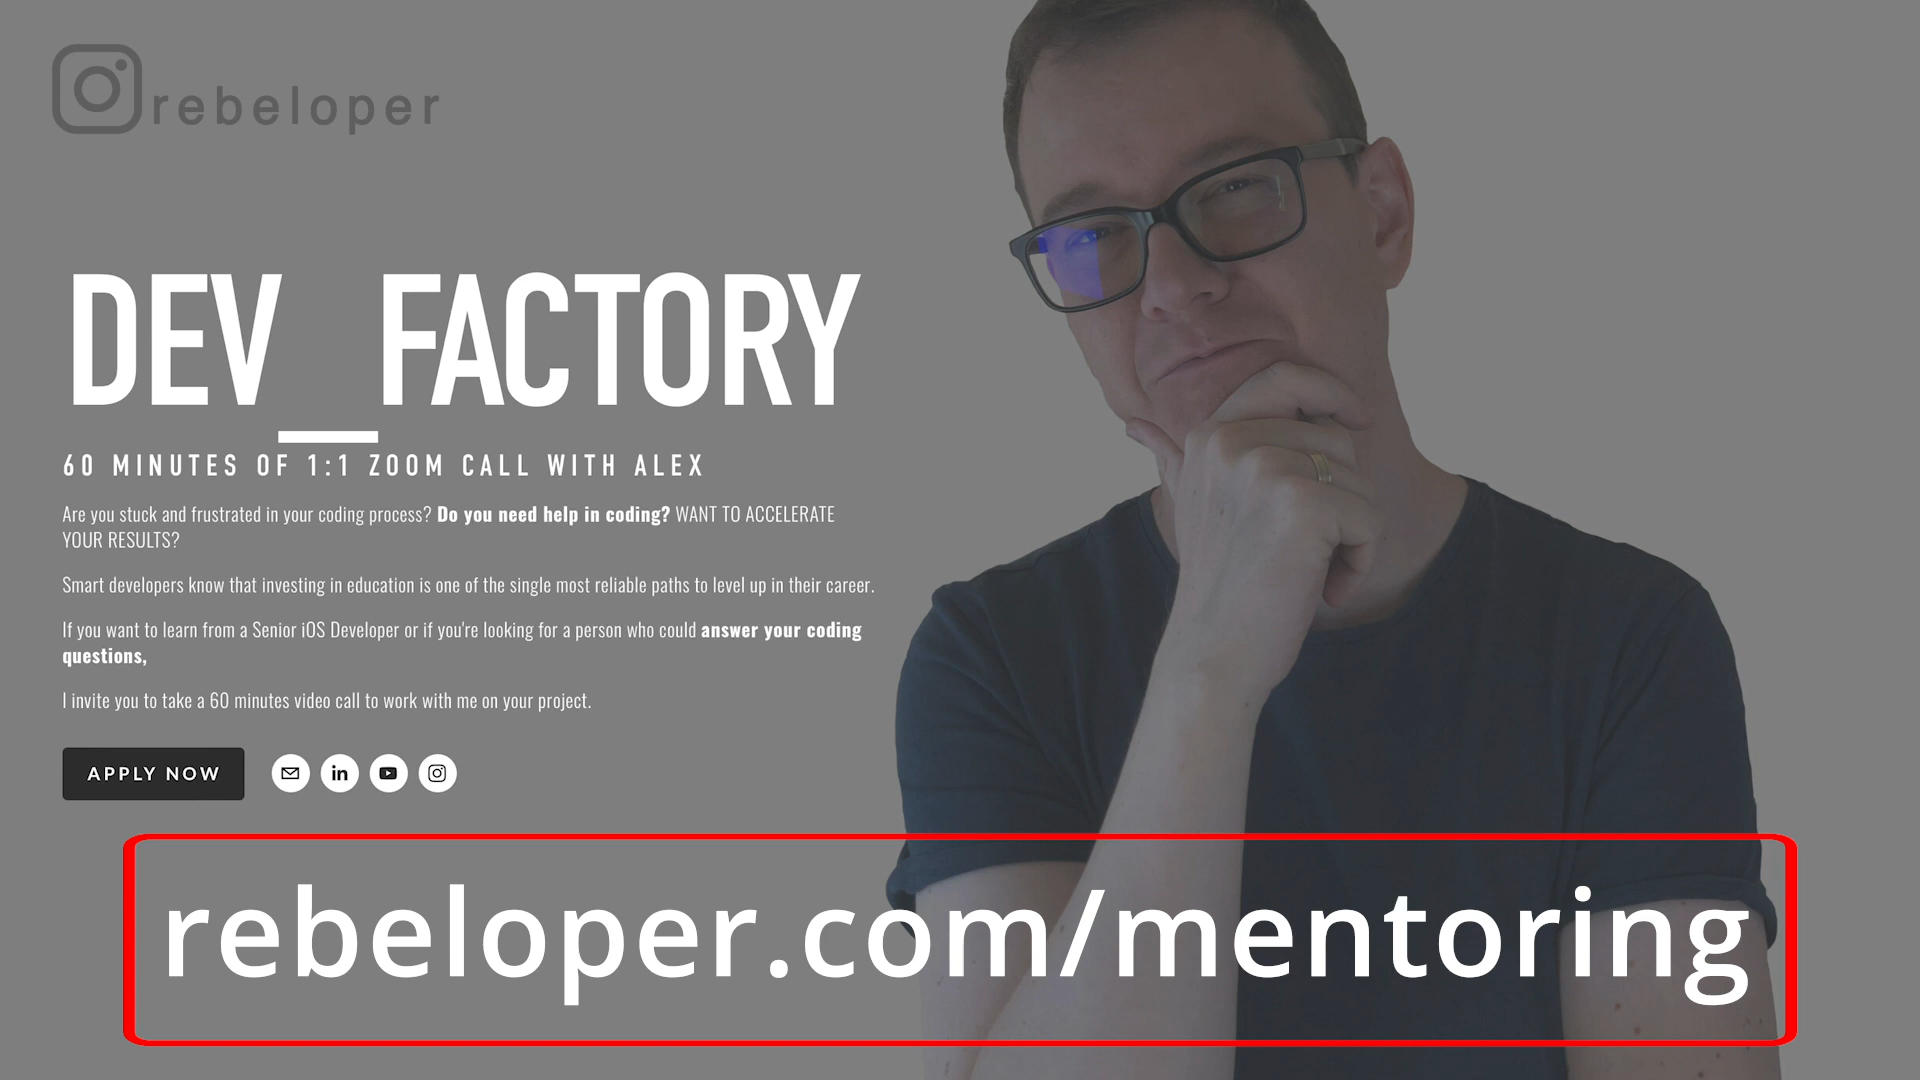 rebeloper
DEV_FACTORY
60 MINUTES OF 1:1 ZOOM CALL WITH ALEX
Are you stuck and frustrated in your coding process? Do you need help in coding? WANT TO ACCELERATE
YOUR RESULTS?
Smart developers know that investing in education is one of the single most reliable paths to level up in their career.
If you want to learn from a Senior iOS Developer or if you're looking for a person who could answer your coding
questions,
I invite you to take a 60 minutes video call to work with me on your project.
APPLY NOW in
rebeloper.com/mentoring